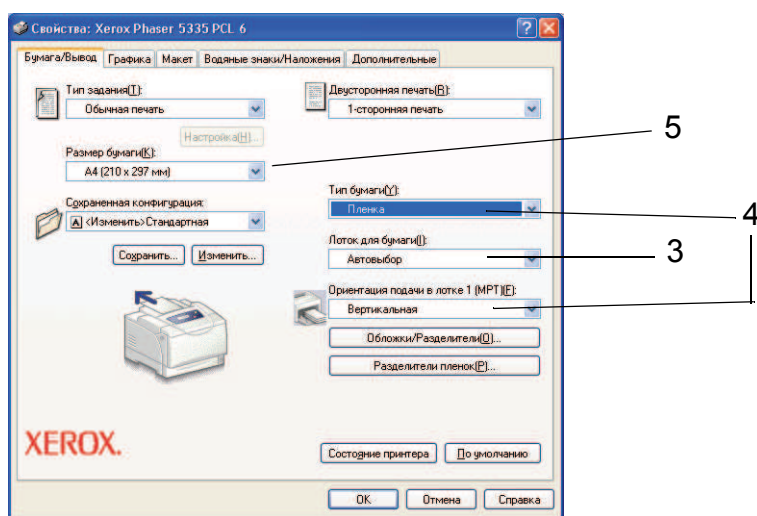 Свойства: Xerox Phaser 5335 PCL 6
Бумага/Вывод Графика Макет Водяные знаки/Наложения Дополнительные
Тип задания(Т):
Обычная печать
Настройка(Н)...
Размер бумаги(К):
A4 (210 x 297 мм)
Сохраненная конфигурация:
<Изменить>Стандартная
Сохранить... Изменить...
Двусторонняя печать(R):
1-сторонняя печать
5
Тип бумаги(Y):
Пленка
4
Лоток для бумаги(I):
Автовыбор
3
Ориентация подачи в лотке 1 (MPT)(F):
Вертикальная
Обложки/Разделители(O)...
Разделители пленок(P)...
XEROX.
Состояние принтера По умолчанию
OK Отмена Справка